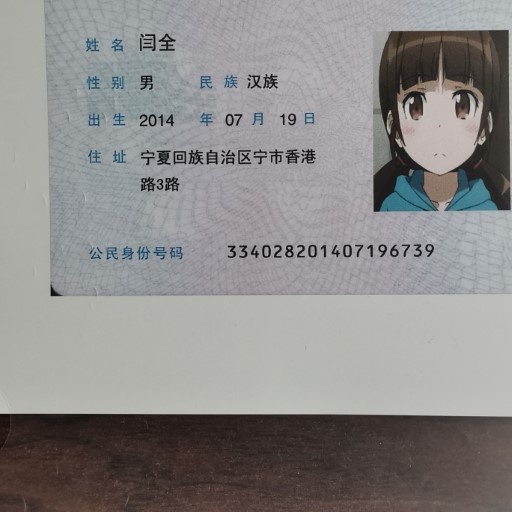 姓名 闫全
性别 男 民族 汉族
出生 2014 年 07 月 19 日
住址 宁夏回族自治区宁市香港
路3路
公民身份号码 334028201407196739